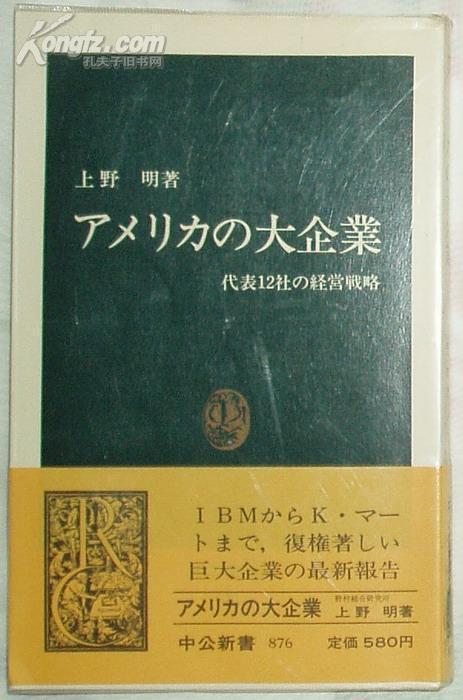 Kongfz.com
孔夫子旧书网
上野 明著
アメリカの大企業
代表12社の経営戦略
IBMからK・マー
トまで，復権著しい
巨大企業の最新報告
野村総合研究所
アメリカの大企業 上野 明著
中公新書 876 定価 580円